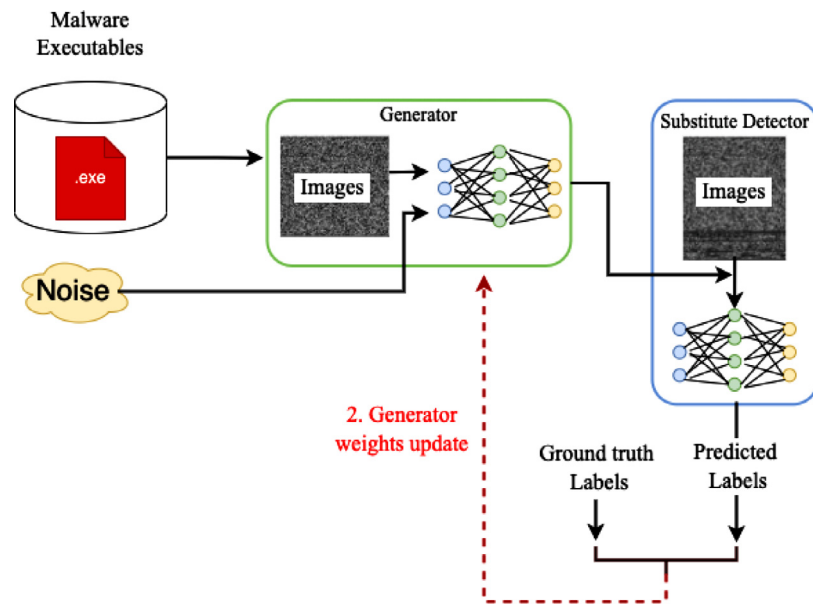 Malware
Executables
.exe
Generator
Images
Noise
Substitute Detector
Images
2. Generator
weights update
Ground truth
Labels
Predicted
Labels